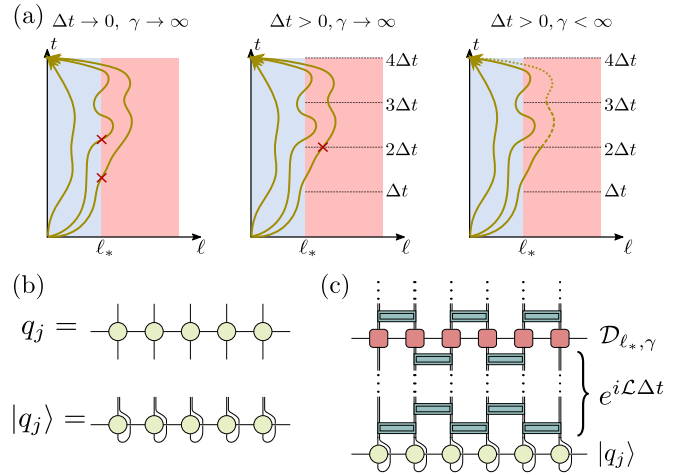 (a)
Δt → 0, γ → ∞
Δt > 0, γ → ∞
Δt > 0, γ < ∞
t
t
4Δt
t
4Δt
3Δt
3Δt
2Δt
2Δt
Δt
Δt
ℓ∗
ℓ
ℓ∗
ℓ
ℓ∗
ℓ
(b)
q_j =
|q_j⟩ =
(c)
𝒟_{ℓ∗,γ}
e^{iℒΔt}
|q_j⟩